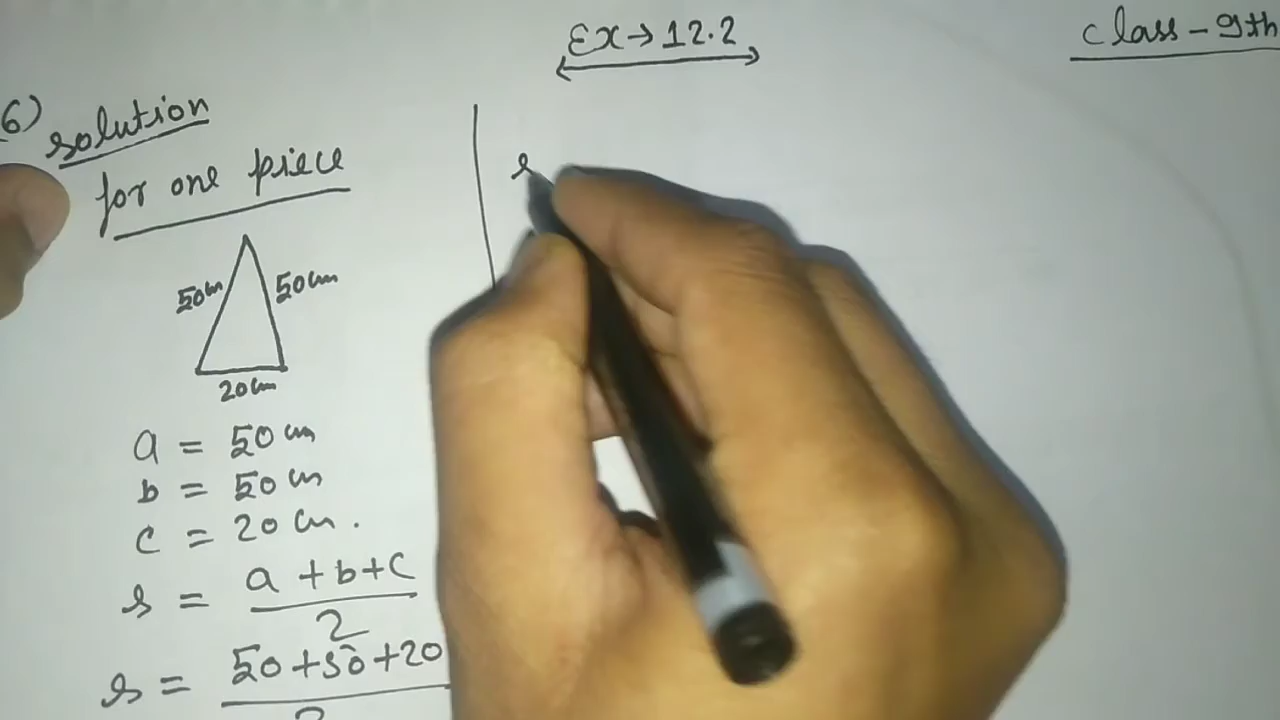 Ex→12.2
class-9th
6)
solution
for one piece
50cm
50cm
20cm
a = 50 cm
b = 50 cm
c = 20 cm.
s = a+b+c
2
s = 50+50+20
2
s